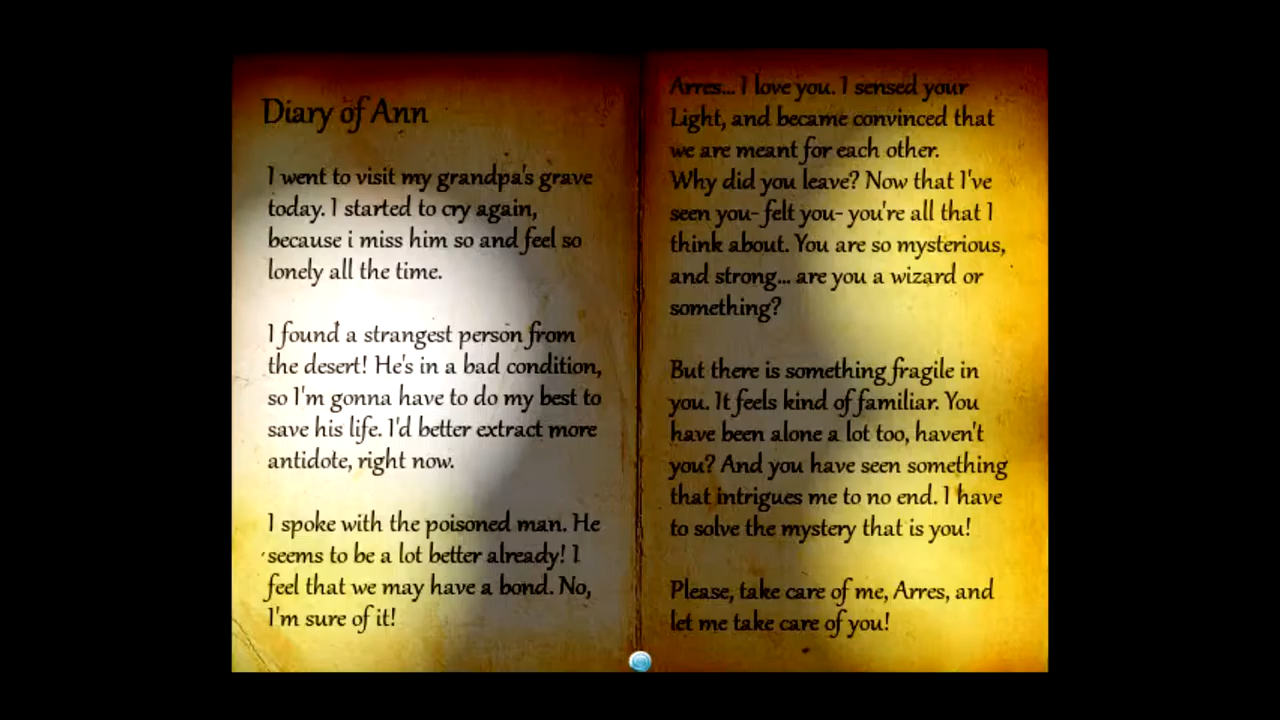 Diary of Ann
I went to visit my grandpa's grave
today. I started to cry again,
because i miss him so and feel so
lonely all the time.
I found a strangest person from
the desert! He's in a bad condition,
so I'm gonna have to do my best to
save his life. I'd better extract more
antidote, right now.
I spoke with the poisoned man. He
seems to be a lot better already! I
feel that we may have a bond. No,
I'm sure of it!
Arres... I love you. I sensed your
Light, and became convinced that
we are meant for each other.
Why did you leave? Now that I've
seen you- felt you- you're all that I
think about. You are so mysterious,
and strong... are you a wizard or
something?
But there is something fragile in
you. It feels kind of familiar. You
have been alone a lot too, haven't
you? And you have seen something
that intrigues me to no end. I have
to solve the mystery that is you!
Please, take care of me, Arres, and
let me take care of you!